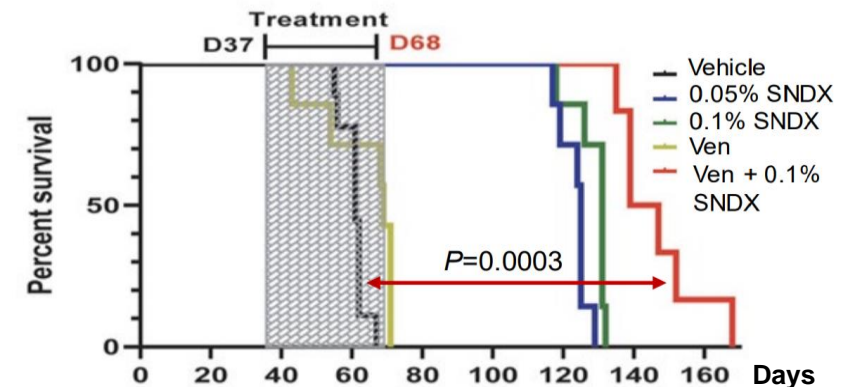 Treatment
D37
D68
100
50
0
Percent survival
Vehicle
0.05% SNDX
0.1% SNDX
Ven
Ven + 0.1%
SNDX
P=0.0003
0 20 40 60 80 100 120 140 160 Days